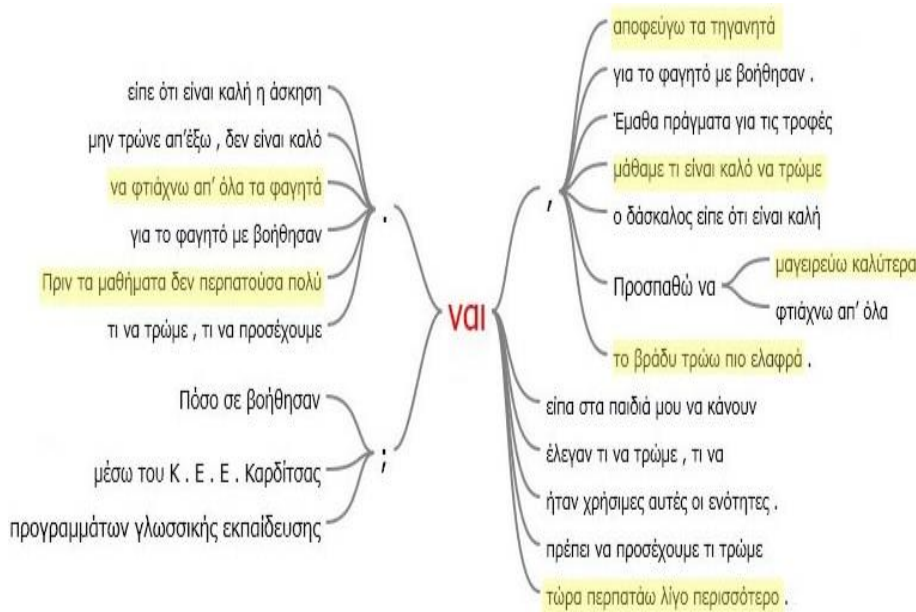 είπε ότι είναι καλή η άσκηση
μην τρώνε απ'έξω , δεν είναι καλό
να φτιάχνω απ' όλα τα φαγητά
για το φαγητό με βοήθησαν
Πριν τα μαθήματα δεν περπατούσα πολύ
τι να τρώμε , τι να προσέχουμε
.
Πόσο σε βοήθησαν
μέσω του Κ . Ε . Ε . Καρδίτσας
προγραμμάτων γλωσσικής εκπαίδευσης
;
ναι
,
αποφεύγω τα τηγανητά
για το φαγητό με βοήθησαν .
Έμαθα πράγματα για τις τροφές
μάθαμε τι είναι καλό να τρώμε
ο δάσκαλος είπε ότι είναι καλή
Προσπαθώ να
μαγειρεύω καλύτερα
φτιάχνω απ' όλα
το βράδυ τρώω πιο ελαφρά .
είπα στα παιδιά μου να κάνουν
έλεγαν τι να τρώμε , τι να
ήταν χρήσιμες αυτές οι ενότητες .
πρέπει να προσέχουμε τι τρώμε
τώρα περπατάω λίγο περισσότερο .